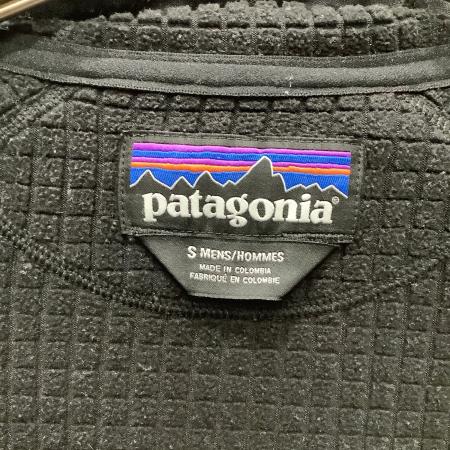 patagonia®
S MENS/HOMMES
MADE IN COLOMBIA
FABRIQUÉ EN COLOMBIE